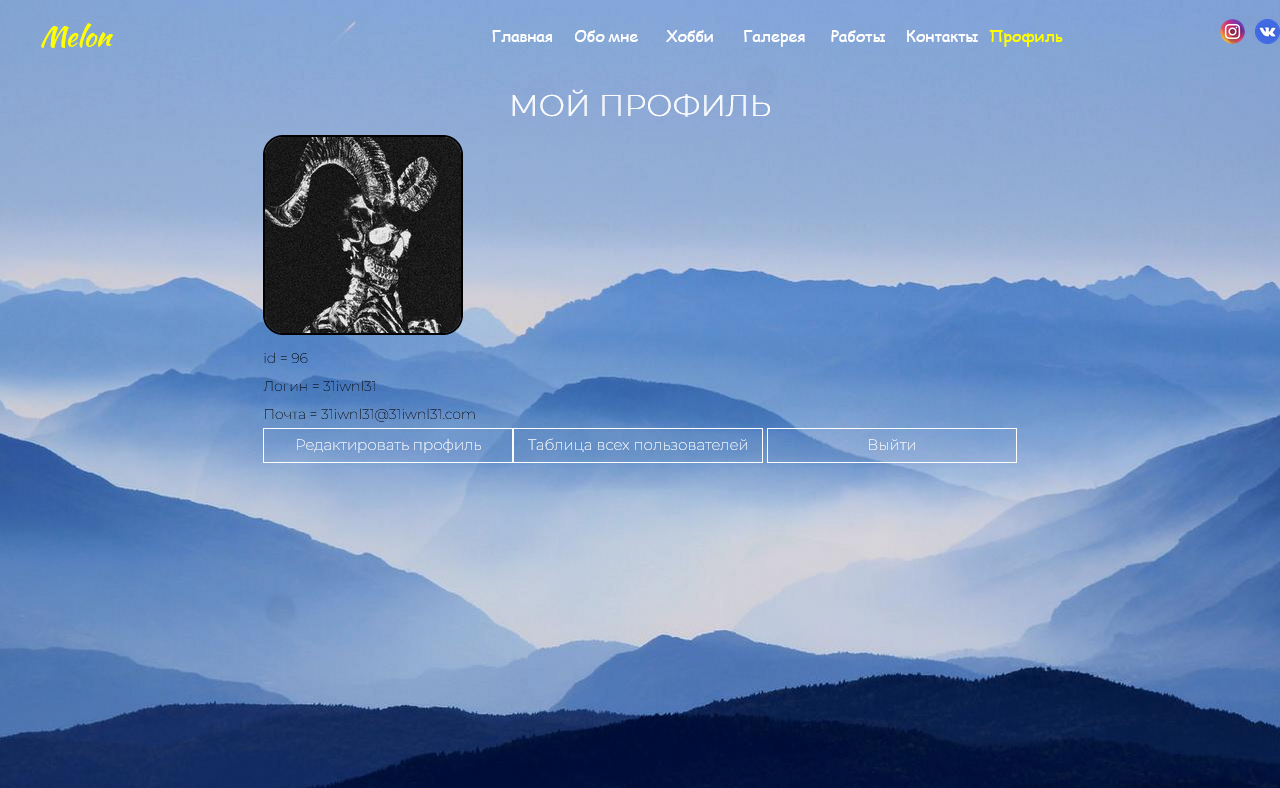 Melon
Главная Обо мне Хобби Галерея Работы Контакты Профиль
МОЙ ПРОФИЛЬ
id = 96
Логин = 31iwnl31
Почта = 31iwnl31@31iwnl31.com
Редактировать профиль Таблица всех пользователей Выйти